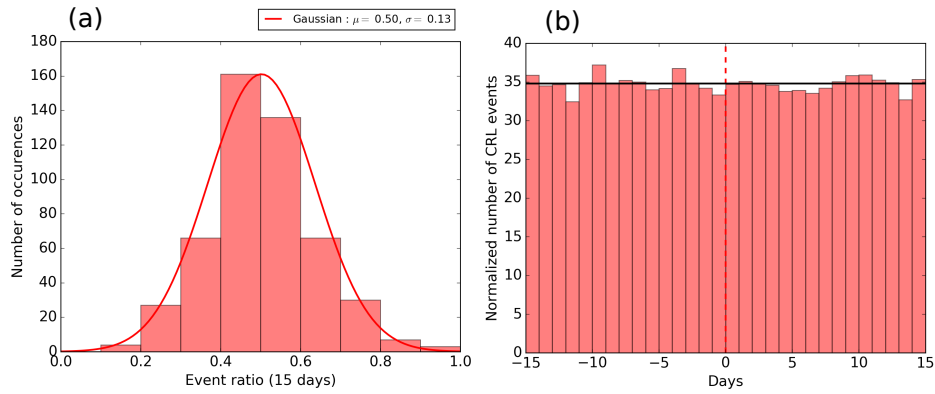 (a)
Gaussian : μ = 0.50, σ = 0.13
180
160
140
120
100
80
60
40
20
0
0.0 0.2 0.4 0.6 0.8 1.0
Number of occurences
Event ratio (15 days)
(b)
40
35
30
25
20
15
10
5
0
−15 −10 −5 0 5 10 15
Normalized number of CRL events
Days